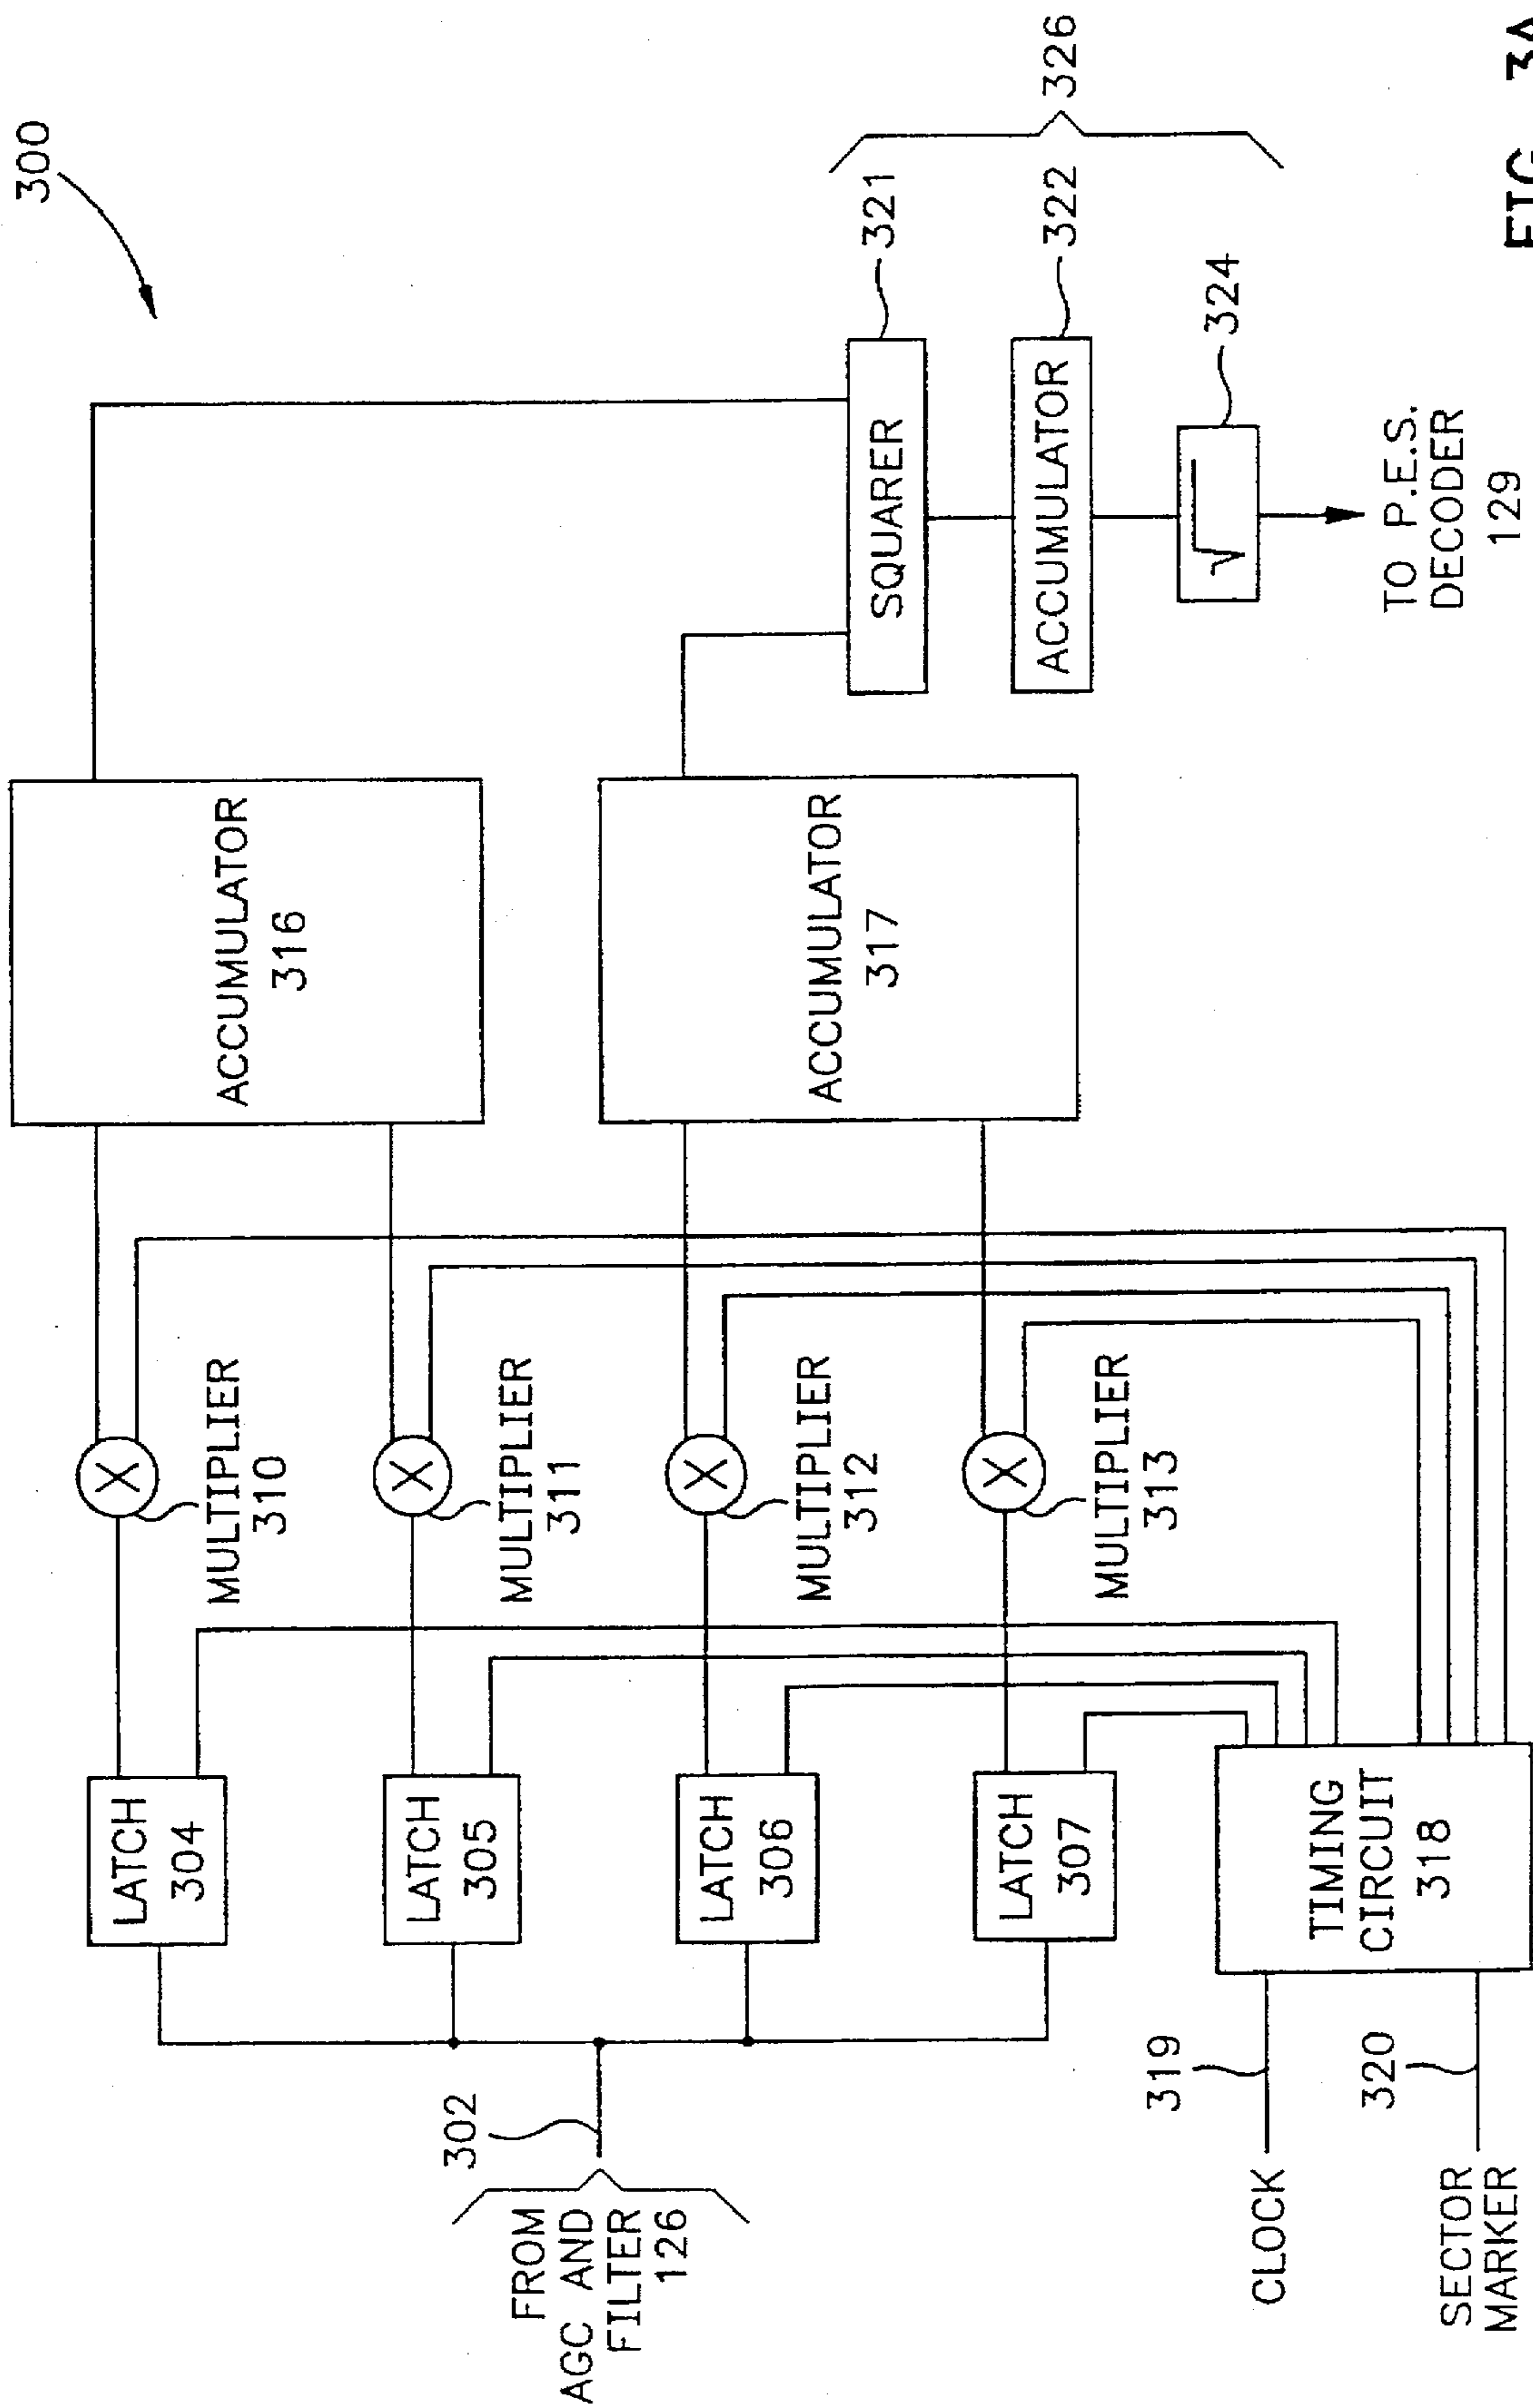 300
LATCH
304
MULTIPLIER
310
ACCUMULATOR
316
LATCH
305
MULTIPLIER
311
FROM
AGC AND
FILTER
126
302
LATCH
306
MULTIPLIER
312
ACCUMULATOR
317
LATCH
307
MULTIPLIER
313
SQUARER
321
ACCUMULATOR
322
326
√
324
TO P.E.S.
DECODER
129
CLOCK
319
SECTOR
MARKER
320
TIMING
CIRCUIT
318
FIG. 3A